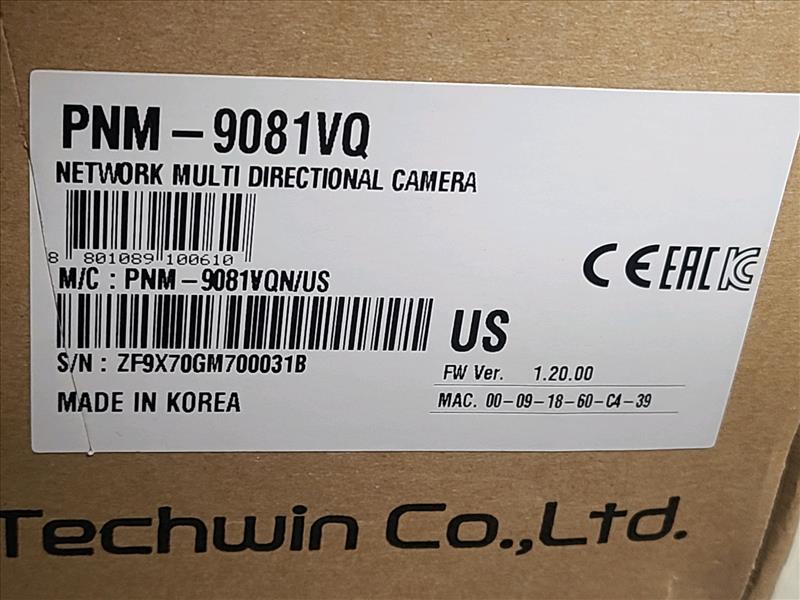 PNM-9081VQ
NETWORK MULTI DIRECTIONAL CAMERA
8 801089 100610
M/C : PNM-9081VQN/US
CE EAC KC
US
S/N : ZF9X70GM700031B
FW Ver. 1.20.00
MADE IN KOREA
MAC. 00-09-18-60-C4-39
Techwin Co.,Ltd.